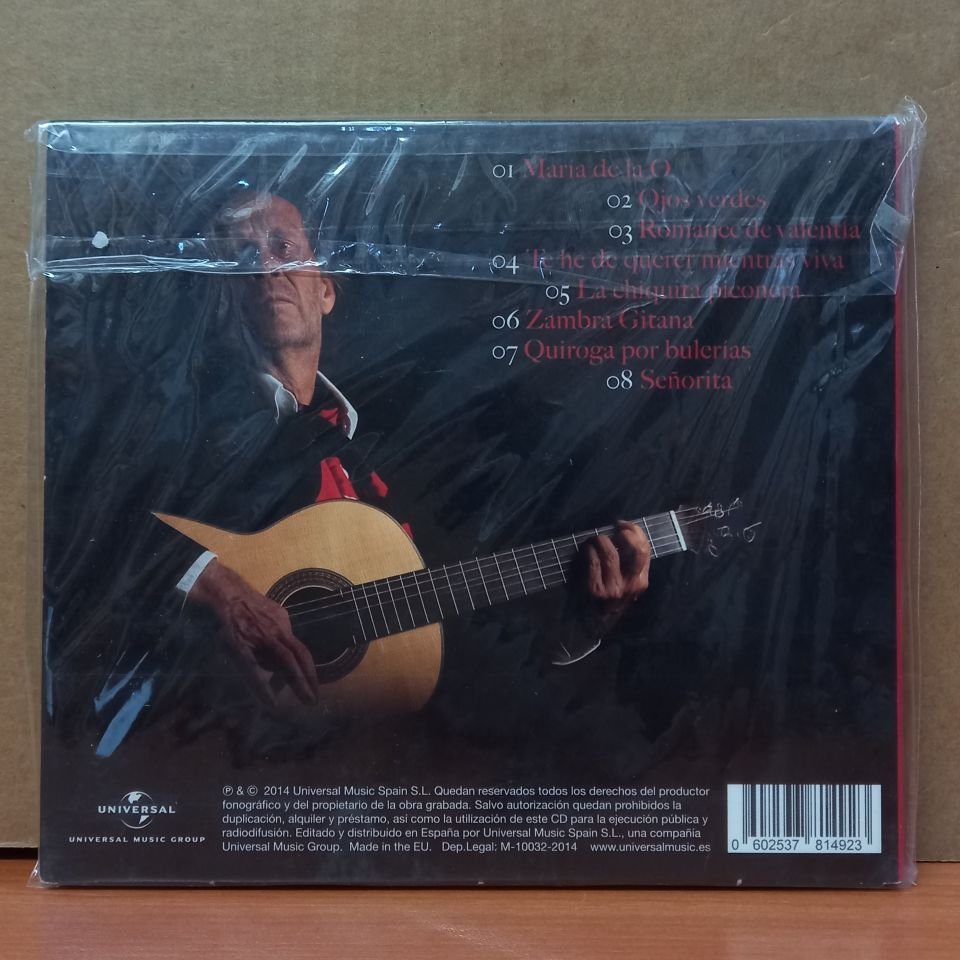 01 Maria de la O
02 Ojos verdes
03 Romance de valentía
04 Te he de querer mientras viva
05 La chiquita piconera
06 Zambra Gitana
07 Quiroga por bulerías
08 Señorita
UNIVERSAL
UNIVERSAL MUSIC GROUP
℗ & © 2014 Universal Music Spain S.L. Quedan reservados todos los derechos del productor
fonográfico y del propietario de la obra grabada. Salvo autorización quedan prohibidos la
duplicación, alquiler y préstamo, así como la utilización de este CD para la ejecución pública y
radiodifusión. Editado y distribuido en España por Universal Music Spain S.L., una compañía
Universal Music Group. Made in the EU. Dep.Legal: M-10032-2014 www.universalmusic.es
0 602537 814923